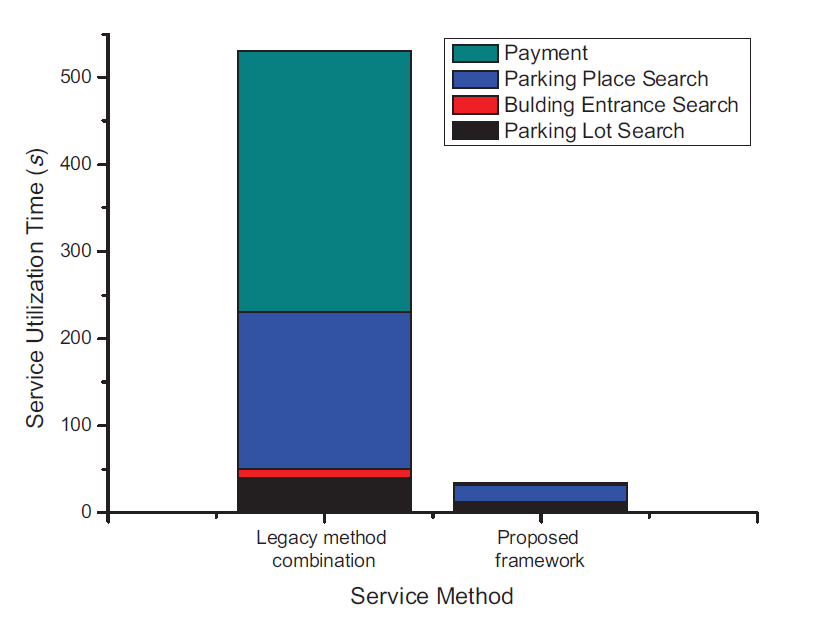 500
400
300
200
100
0
Service Utilization Time (s)
Payment
Parking Place Search
Bulding Entrance Search
Parking Lot Search
Legacy method
combination
Proposed
framework
Service Method